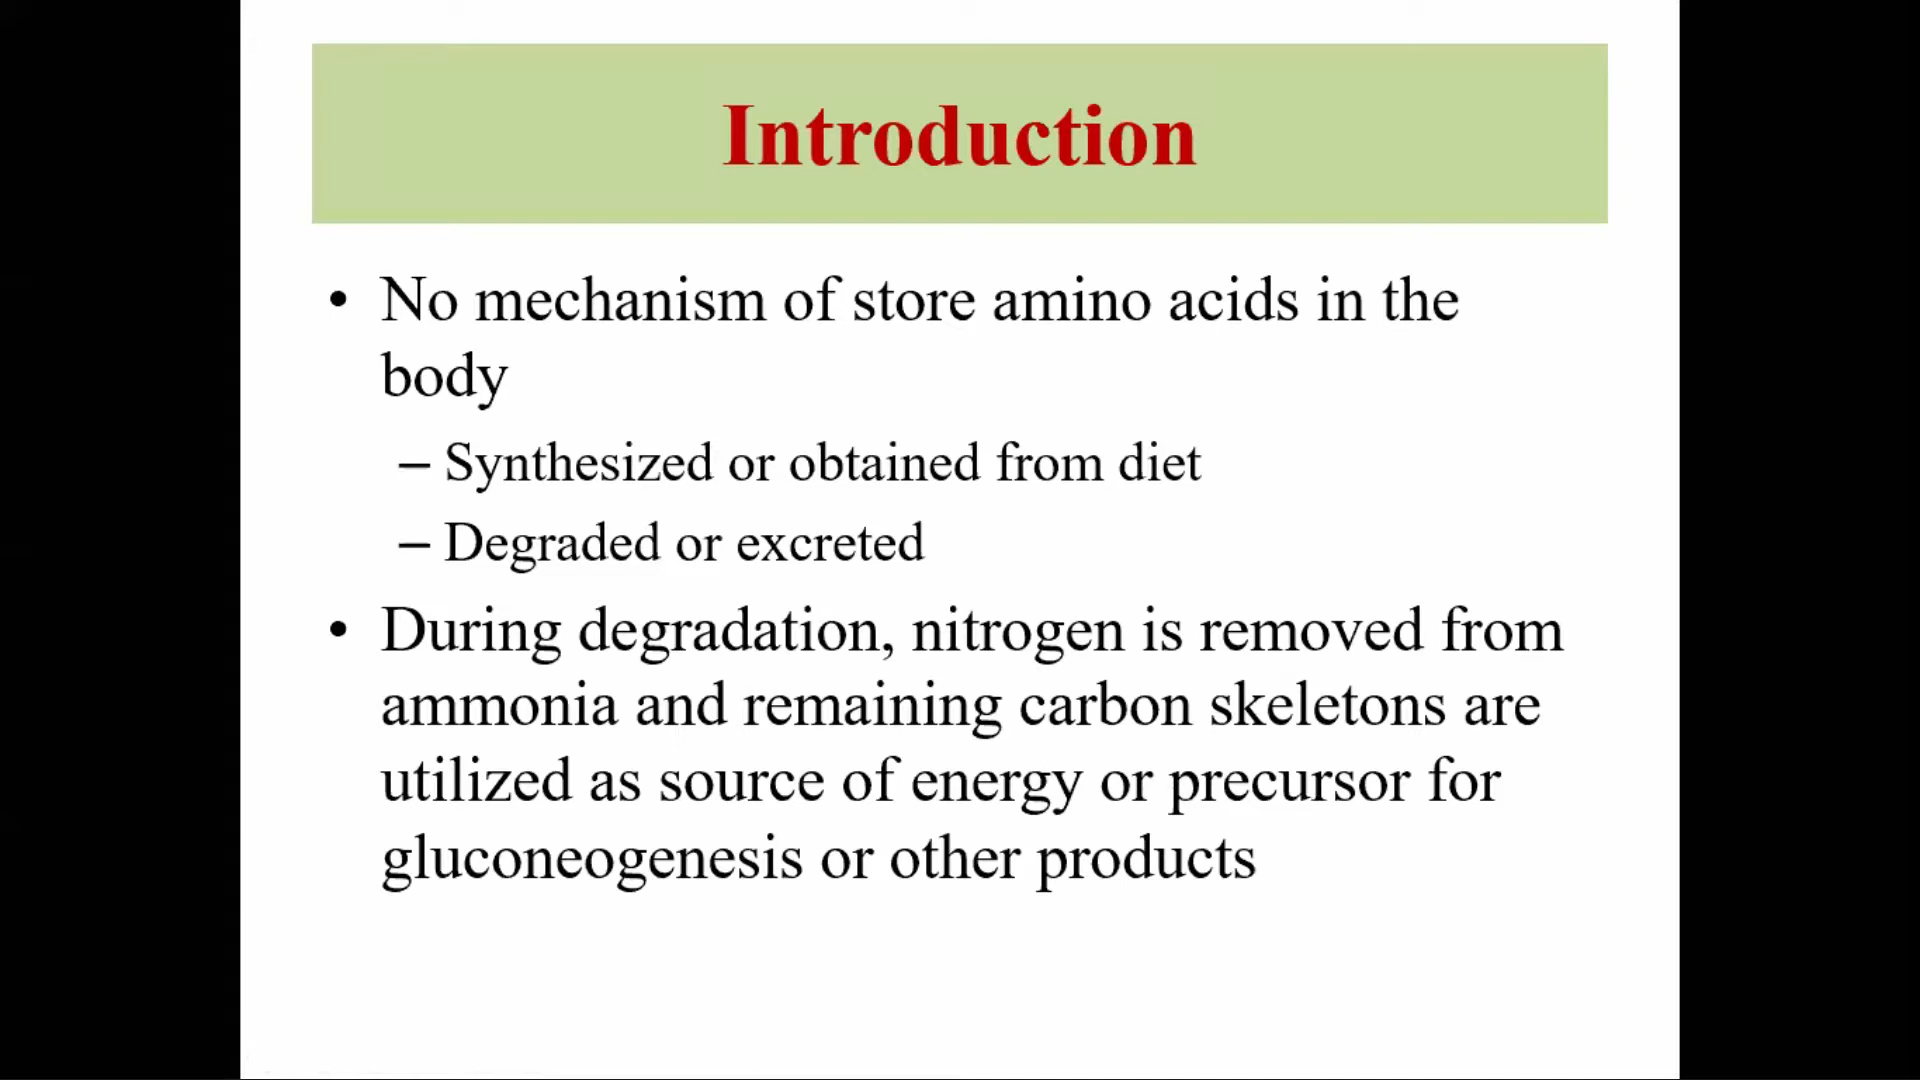 Introduction
• No mechanism of store amino acids in the
body
– Synthesized or obtained from diet
– Degraded or excreted
• During degradation, nitrogen is removed from
ammonia and remaining carbon skeletons are
utilized as source of energy or precursor for
gluconeogenesis or other products